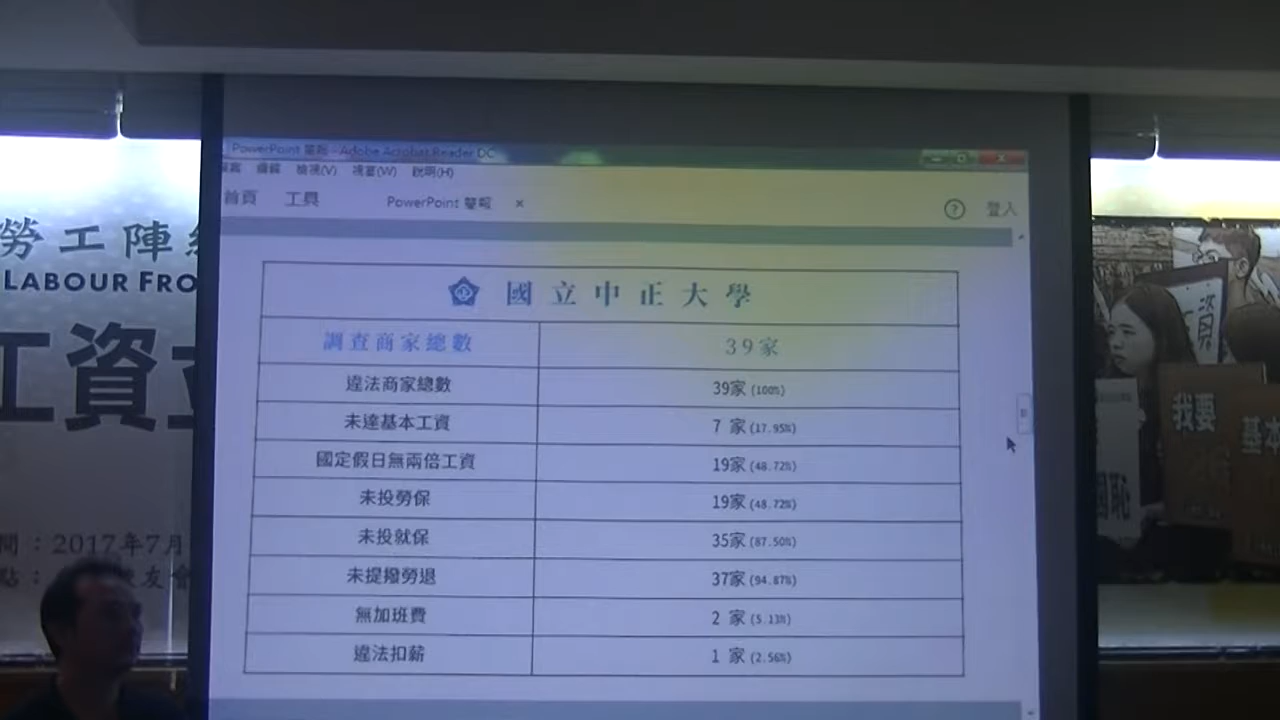 PowerPoint 簡報 - Adobe Acrobat Reader DC
檔案 編輯 檢視(V) 視窗(W) 說明(H)
首頁 工具 PowerPoint 簡報 × ? 登入
勞工陣
LABOUR FRO
工資
2017年7月
國立中正大學
調查商家總數 39家
違法商家總數 39家 (100%)
未達基本工資 7 家 (17.95%)
國定假日無兩倍工資 19家 (48.72%)
未投勞保 19家 (48.72%)
未投就保 35家 (87.50%)
未提撥勞退 37家 (94.87%)
無加班費 2 家 (5.13%)
違法扣薪 1 家 (2.56%)
資
我要
基本
恥